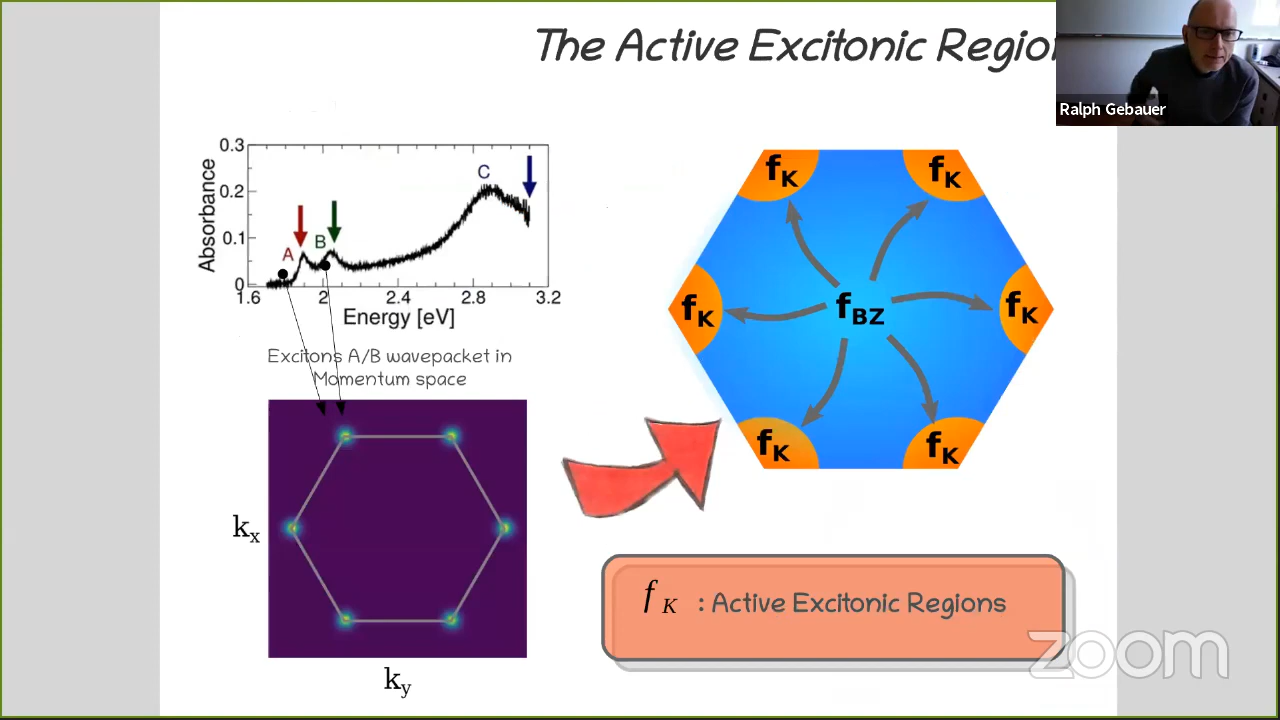 The Active Excitonic Regio
Ralph Gebauer
Absorbance
0.3
0.2
0.1
0
A
B
C
1.6
2
2.4
2.8
3.2
Energy [eV]
Excitons A/B wavepacket in
Momentum space
kx
ky
fK
fK
fK
fBZ
fK
fK
fK
f K : Active Excitonic Regions
zoom